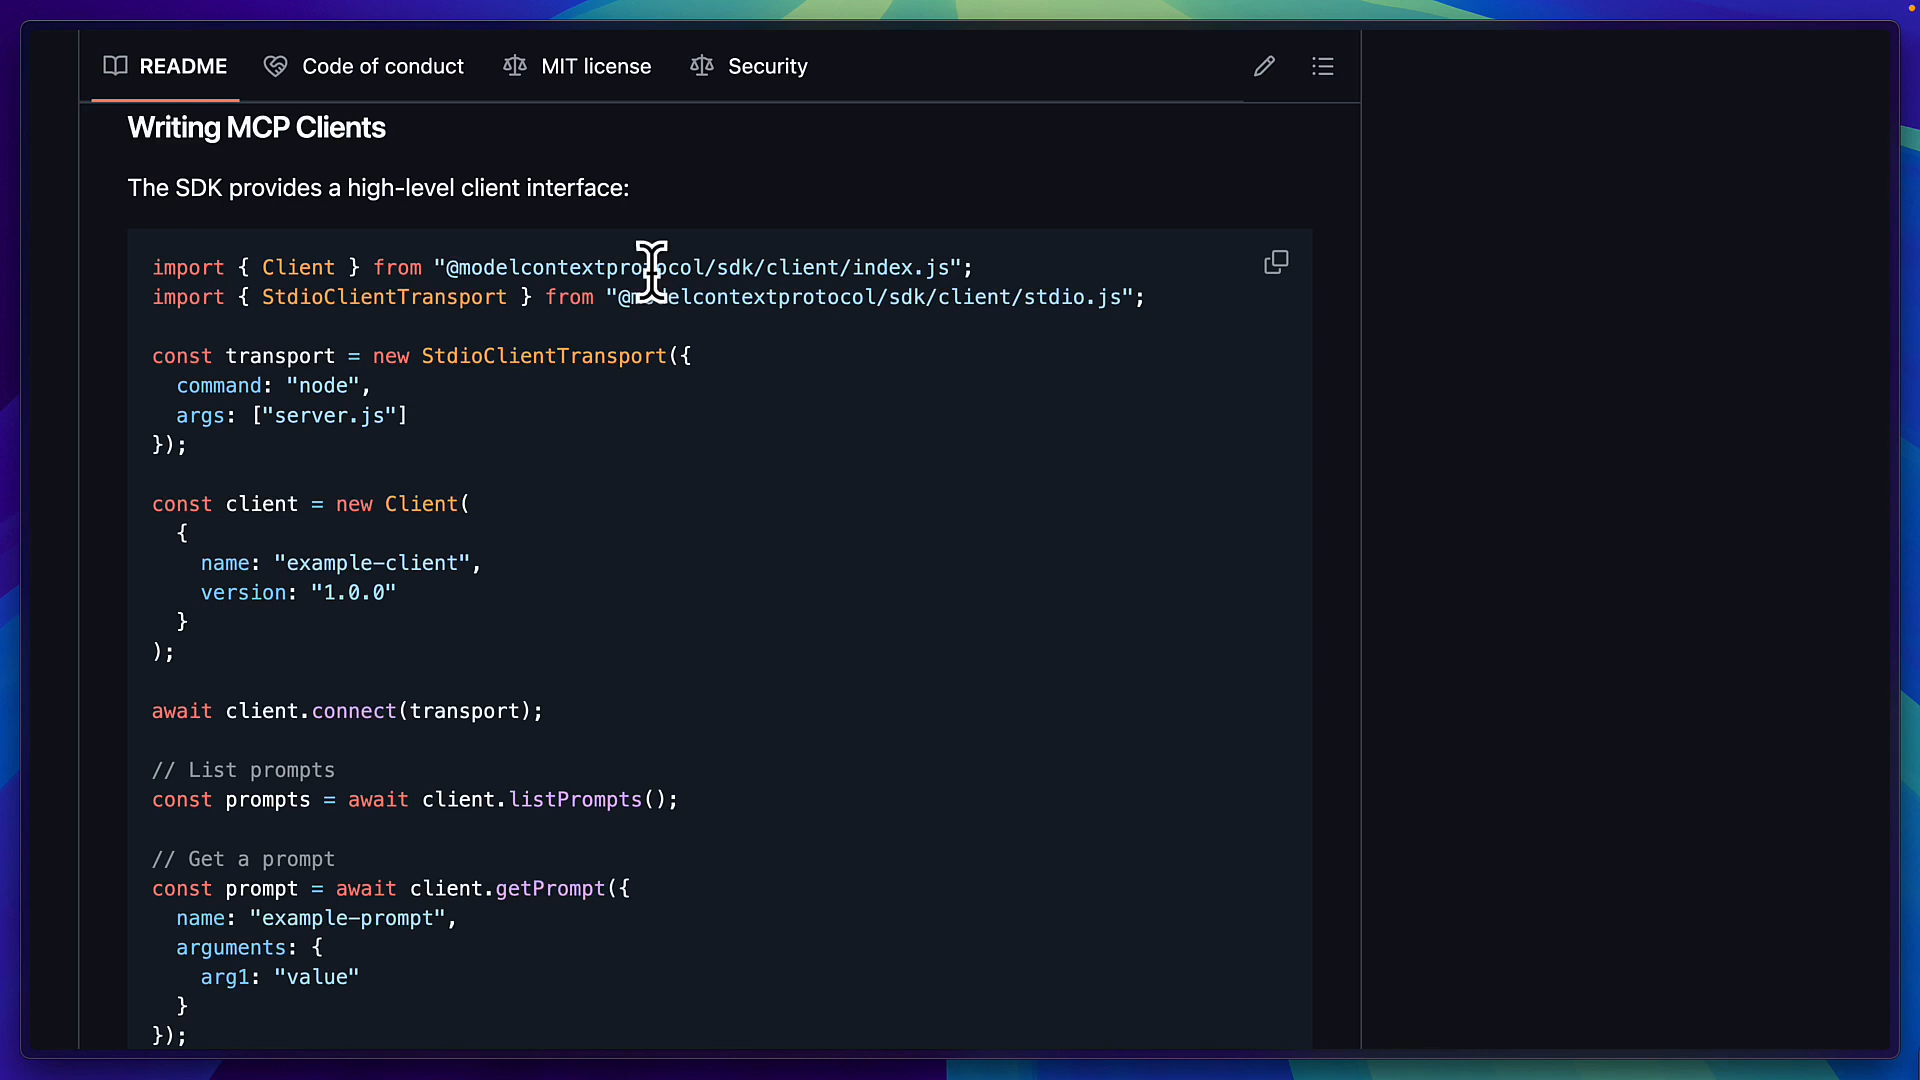 README Code of conduct MIT license Security
Writing MCP Clients
The SDK provides a high-level client interface:
import { Client } from "@modelcontextprotocol/sdk/client/index.js";
import { StdioClientTransport } from "@modelcontextprotocol/sdk/client/stdio.js";
const transport = new StdioClientTransport({
  command: "node",
  args: ["server.js"]
});
const client = new Client(
  {
    name: "example-client",
    version: "1.0.0"
  }
);
await client.connect(transport);
// List prompts
const prompts = await client.listPrompts();
// Get a prompt
const prompt = await client.getPrompt({
  name: "example-prompt",
  arguments: {
    arg1: "value"
  }
});